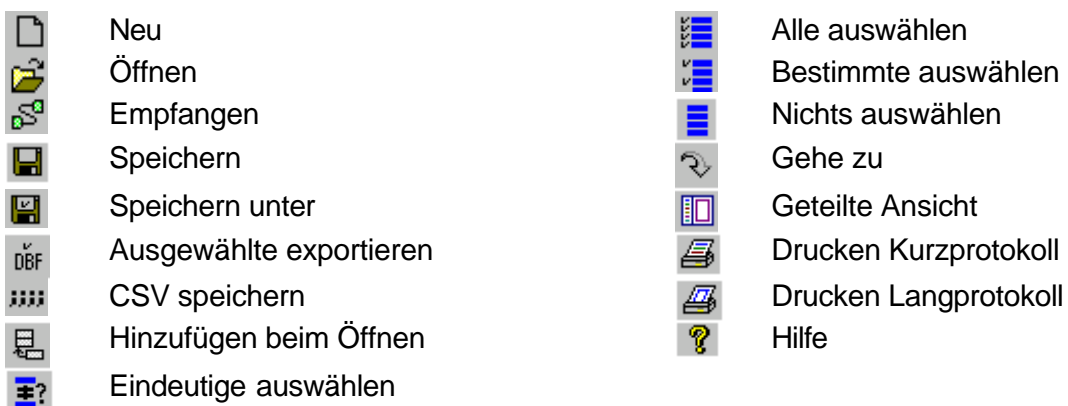 Neu
Öffnen
Empfangen
Speichern
Speichern unter
DBF Ausgewählte exportieren
CSV speichern
Hinzufügen beim Öffnen
? Eindeutige auswählen
Alle auswählen
Bestimmte auswählen
Nichts auswählen
Gehe zu
Geteilte Ansicht
Drucken Kurzprotokoll
Drucken Langprotokoll
? Hilfe